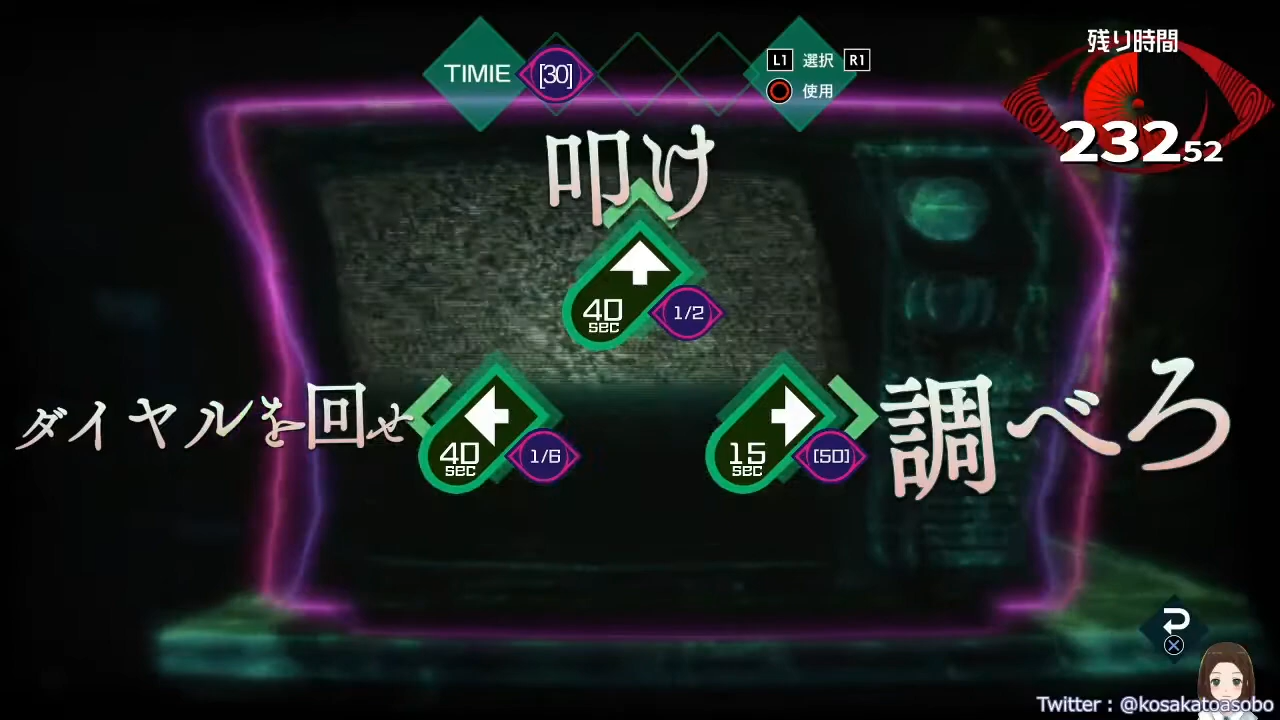 TIMIE
[30]
L1 選択 R1
使用
残り時間
232 52
叩け
40
sec
1/2
ダイヤルを回せ
40
sec
1/6
15
sec
[50]
調べろ
Twitter : @kosakatoasobo